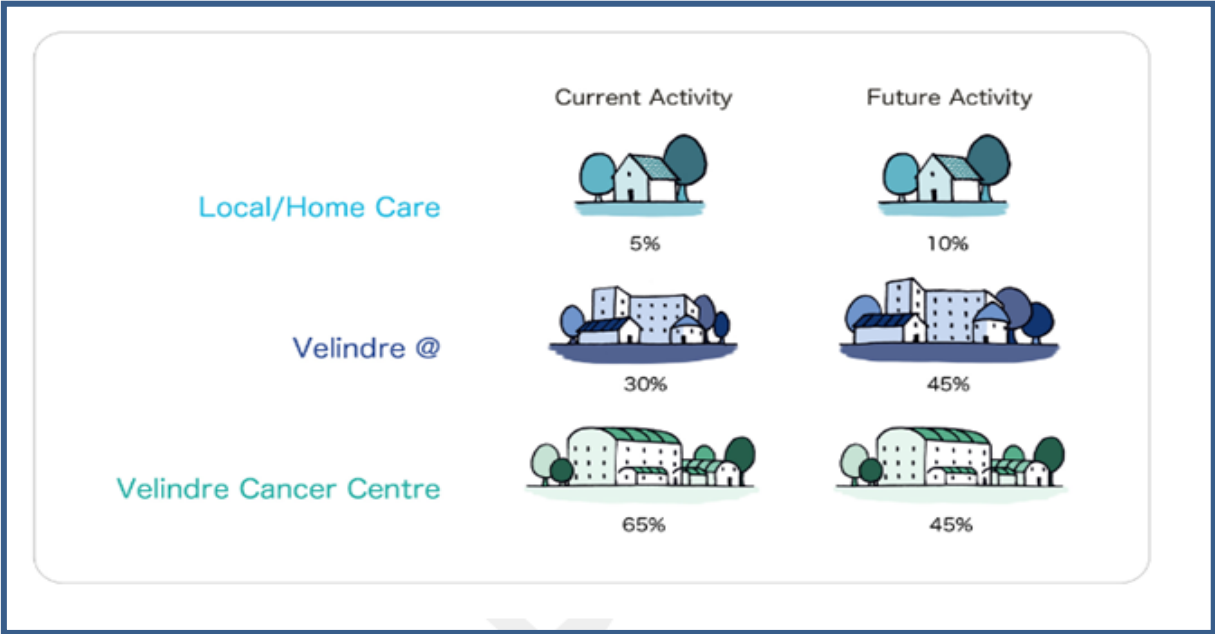 Current Activity Future Activity
Local/Home Care
5% 10%
Velindre @
30% 45%
Velindre Cancer Centre
65% 45%